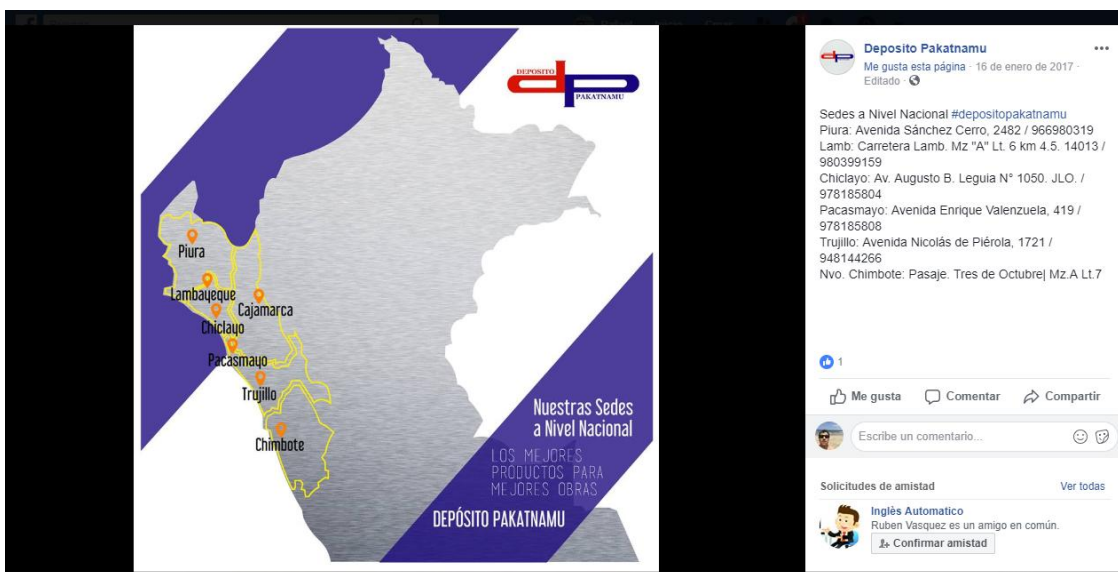 DEPOSITO
dp
PAKATNAMU
Piura
Lambayeque
Cajamarca
Chiclayo
Pacasmayo
Trujillo
Chimbote
Nuestras Sedes
a Nivel Nacional
LOS MEJORES
PRODUCTOS PARA
MEJORES OBRAS
DEPÓSITO PAKATNAMU
Deposito Pakatnamu
Me gusta esta página · 16 de enero de 2017 ·
Editado ·
Sedes a Nivel Nacional #depositopakatnamu
Piura: Avenida Sánchez Cerro, 2482 / 966980319
Lamb: Carretera Lamb. Mz "A" Lt. 6 km 4.5. 14013 /
980399159
Chiclayo: Av. Augusto B. Leguia N° 1050. JLO. /
978185804
Pacasmayo: Avenida Enrique Valenzuela, 419 /
978185808
Trujillo: Avenida Nicolás de Piérola, 1721 /
948144266
Nvo. Chimbote: Pasaje. Tres de Octubre| Mz.A Lt.7
1
Me gusta Comentar Compartir
Escribe un comentario...
Solicitudes de amistad Ver todas
Inglès Automatico
Ruben Vasquez es un amigo en común.
Confirmar amistad